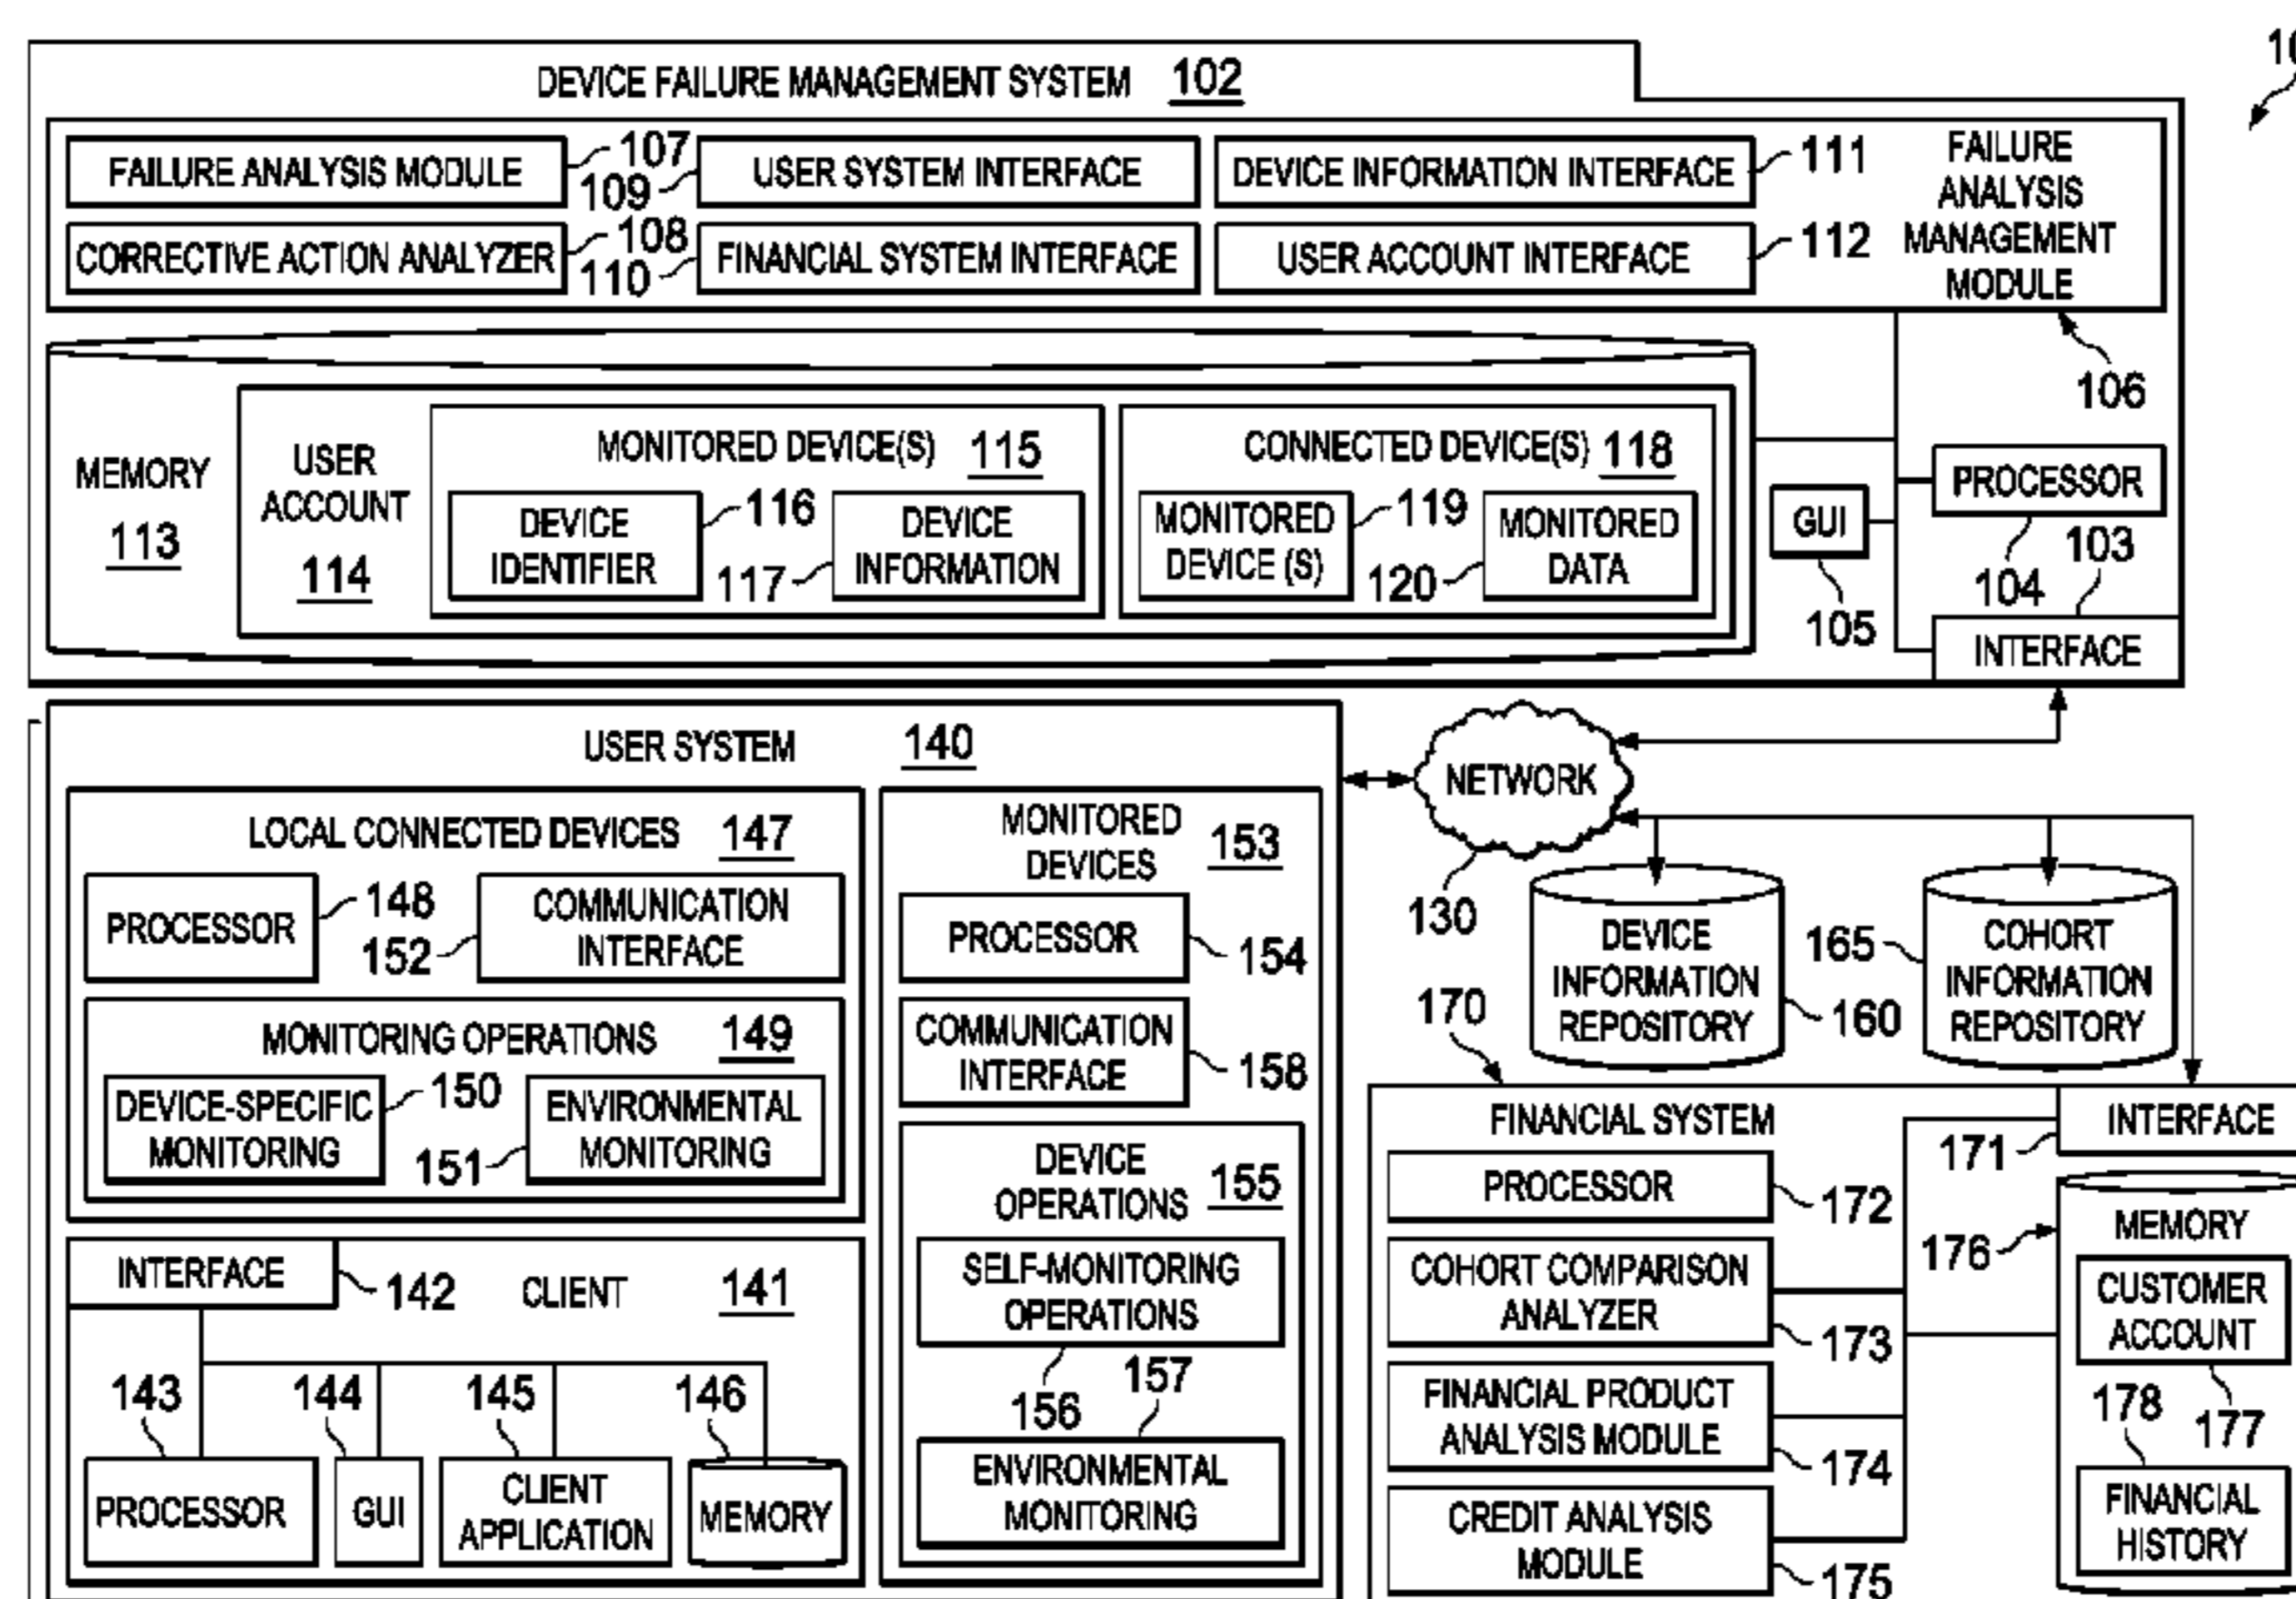 10
DEVICE FAILURE MANAGEMENT SYSTEM 102
FAILURE ANALYSIS MODULE
107
109
USER SYSTEM INTERFACE
DEVICE INFORMATION INTERFACE
111
CORRECTIVE ACTION ANALYZER
108
110
FINANCIAL SYSTEM INTERFACE
USER ACCOUNT INTERFACE
112
FAILURE
ANALYSIS
MANAGEMENT
MODULE
106
MEMORY
113
USER
ACCOUNT
114
MONITORED DEVICE(S) 115
DEVICE
IDENTIFIER
116
117
DEVICE
INFORMATION
CONNECTED DEVICE(S) 118
MONITORED
DEVICE (S)
119
120
MONITORED
DATA
GUI
105
PROCESSOR
104
103
INTERFACE
USER SYSTEM 140
LOCAL CONNECTED DEVICES 147
PROCESSOR
148
152
COMMUNICATION
INTERFACE
MONITORING OPERATIONS 149
DEVICE-SPECIFIC
MONITORING
150
151
ENVIRONMENTAL
MONITORING
INTERFACE
142
CLIENT 141
143
144
145
146
PROCESSOR
GUI
CLIENT
APPLICATION
MEMORY
MONITORED
DEVICES
153
PROCESSOR
154
COMMUNICATION
INTERFACE
158
DEVICE
OPERATIONS
155
SELF-MONITORING
OPERATIONS
156
157
ENVIRONMENTAL
MONITORING
NETWORK
130
DEVICE
INFORMATION
REPOSITORY
160
165
COHORT
INFORMATION
REPOSITORY
170
FINANCIAL SYSTEM
INTERFACE
171
PROCESSOR
172
COHORT COMPARISON
ANALYZER
173
FINANCIAL PRODUCT
ANALYSIS MODULE
174
CREDIT ANALYSIS
MODULE
175
176
MEMORY
CUSTOMER
ACCOUNT
177
178
FINANCIAL
HISTORY